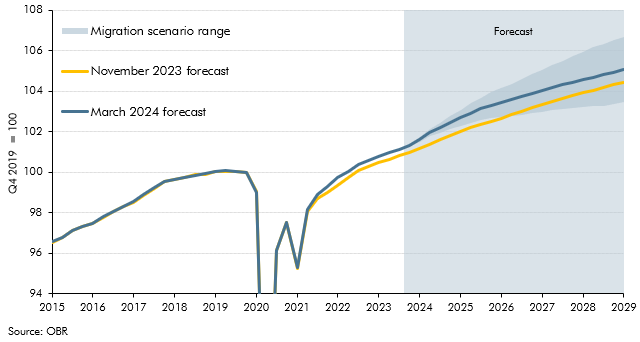 108
106
104
102
100
98
96
94
Q4 2019 = 100
Migration scenario range
November 2023 forecast
March 2024 forecast
Forecast
2015 2016 2017 2018 2019 2020 2021 2022 2023 2024 2025 2026 2027 2028 2029
Source: OBR